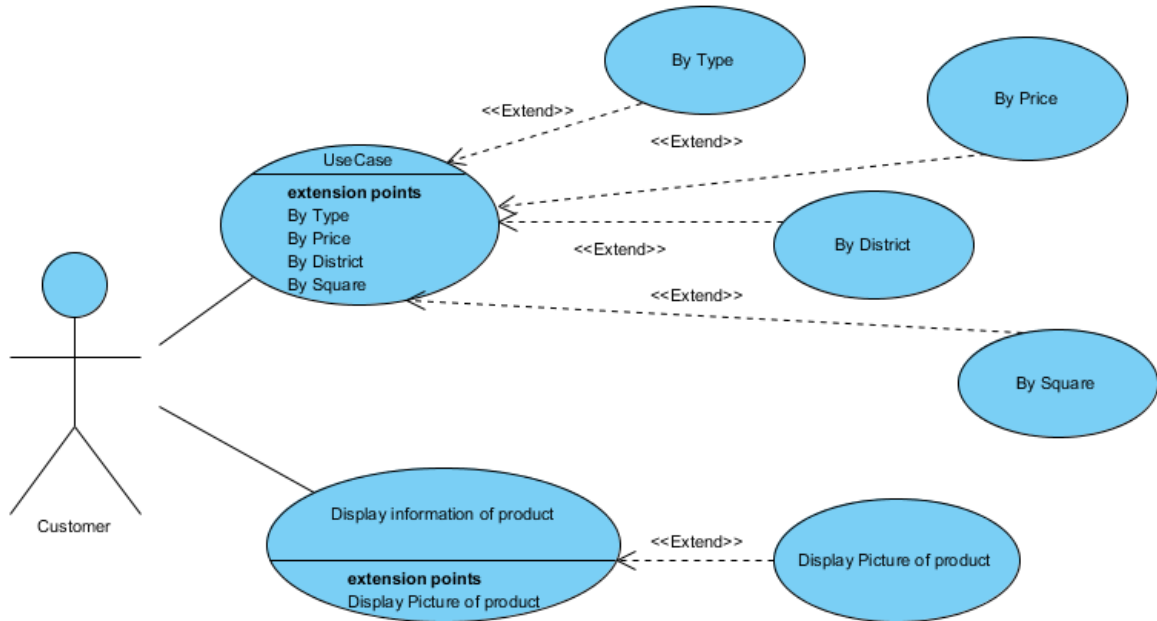 By Type
<<Extend>>
By Price
<<Extend>>
UseCase
extension points
By Type
By Price
By District
By Square
By District
<<Extend>>
<<Extend>>
By Square
Customer
Display information of product
extension points
Display Picture of product
<<Extend>>
Display Picture of product